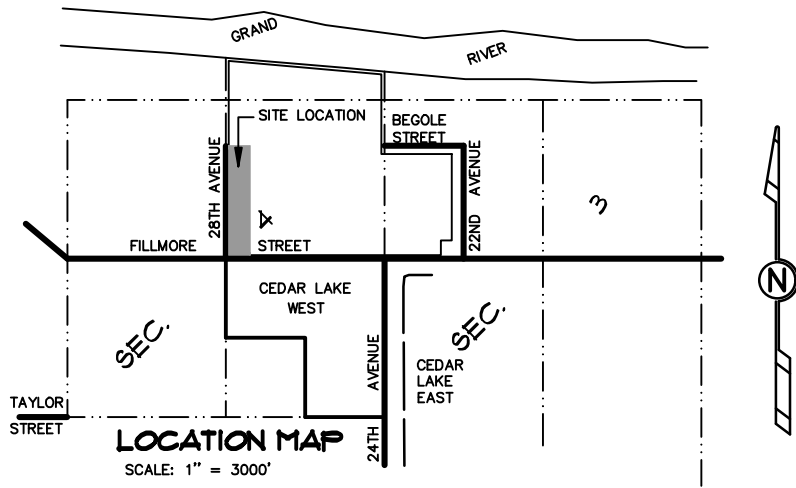 GRAND
RIVER
SITE LOCATION
BEGOLE
STREET
28TH AVENUE
22ND AVENUE
4
3
FILLMORE STREET
CEDAR LAKE
WEST
SEC.
SEC.
24TH AVENUE
CEDAR
LAKE
EAST
TAYLOR
STREET
N
LOCATION MAP
SCALE: 1" = 3000'